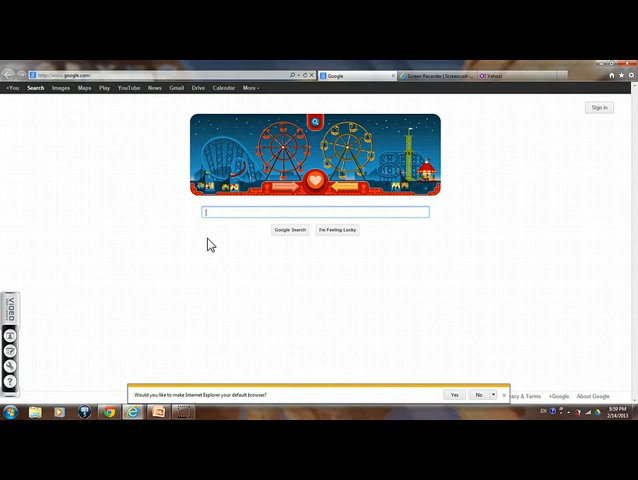 http://www.google.com/
Google
Screen Recorder | Screencast-...
Yahoo!
+You Search Images Maps Play YouTube News Gmail Drive Calendar More
Sign in
Google Search
I'm Feeling Lucky
VIDEO
Would you like to make Internet Explorer your default browser?
Yes
No
& Terms +Google About Google
EN
8:59 PM
2/14/2013